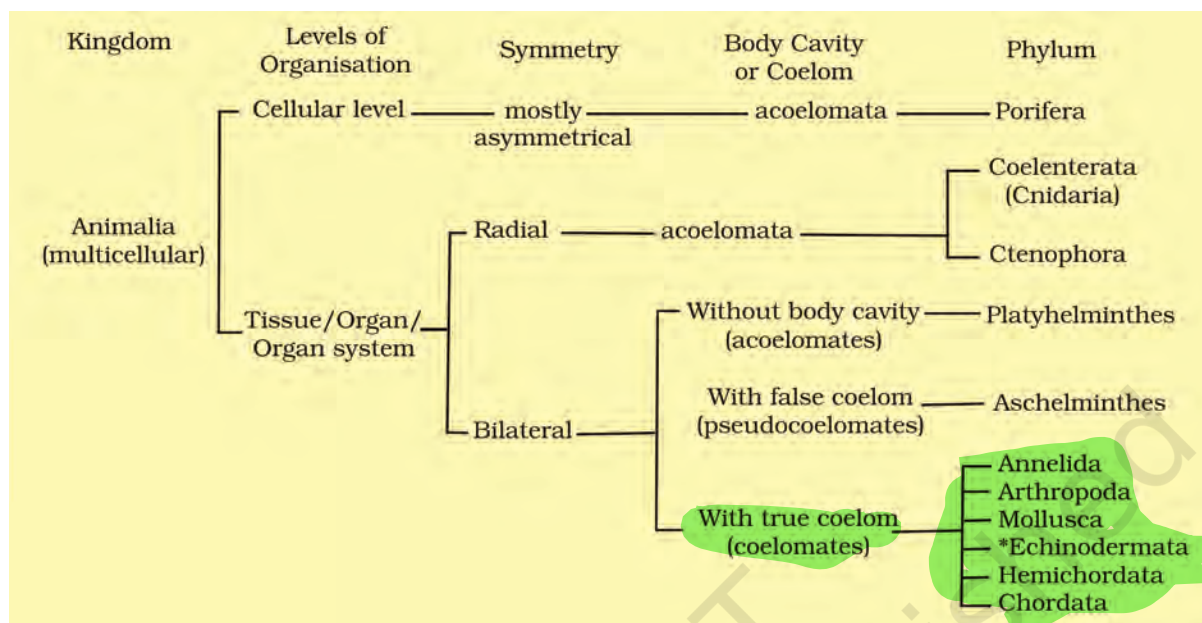 Kingdom
Levels of
Organisation
Symmetry
Body Cavity
or Coelom
Phylum
Cellular level
mostly
asymmetrical
acoelomata
Porifera
Animalia
(multicellular)
Tissue/Organ/
Organ system
Radial
acoelomata
Coelenterata
(Cnidaria)
Ctenophora
Bilateral
Without body cavity
(acoelomates)
Platyhelminthes
With false coelom
(pseudocoelomates)
Aschelminthes
With true coelom
(coelomates)
Annelida
Arthropoda
Mollusca
*Echinodermata
Hemichordata
Chordata